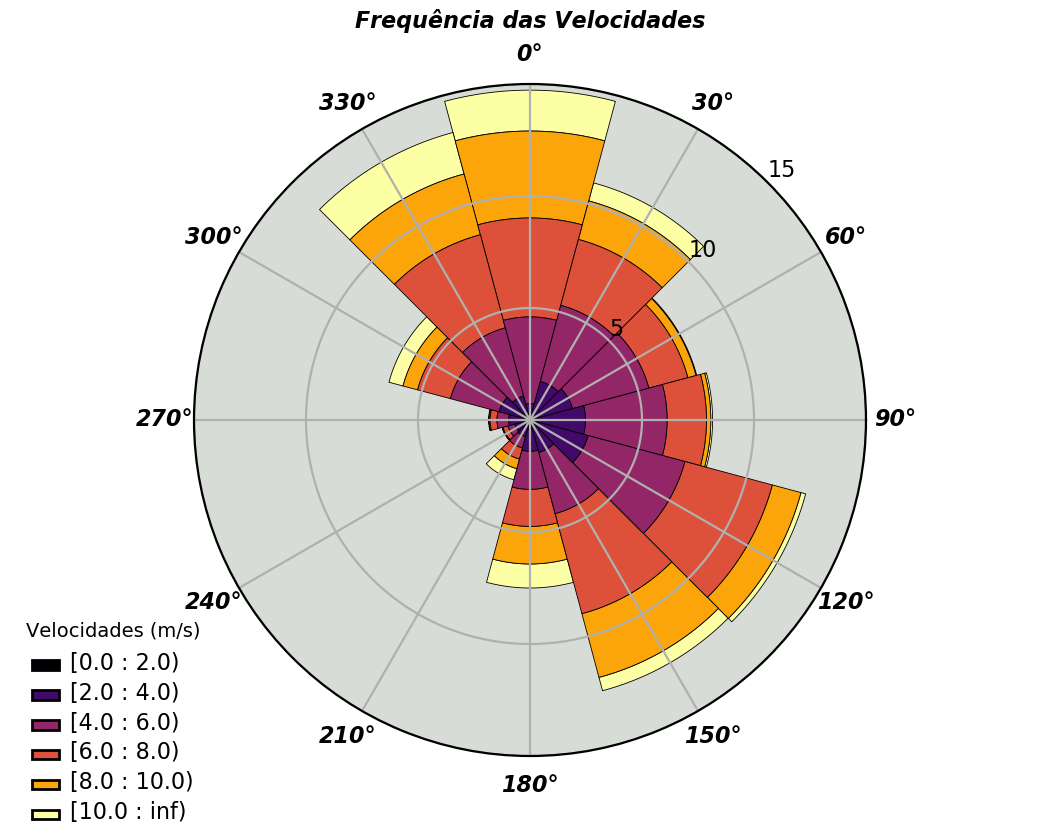 Frequência das Velocidades
0°
330°
30°
15
300°
60°
10
5
270°
90°
240°
120°
210°
150°
180°
Velocidades (m/s)
[0.0 : 2.0)
[2.0 : 4.0)
[4.0 : 6.0)
[6.0 : 8.0)
[8.0 : 10.0)
[10.0 : inf)